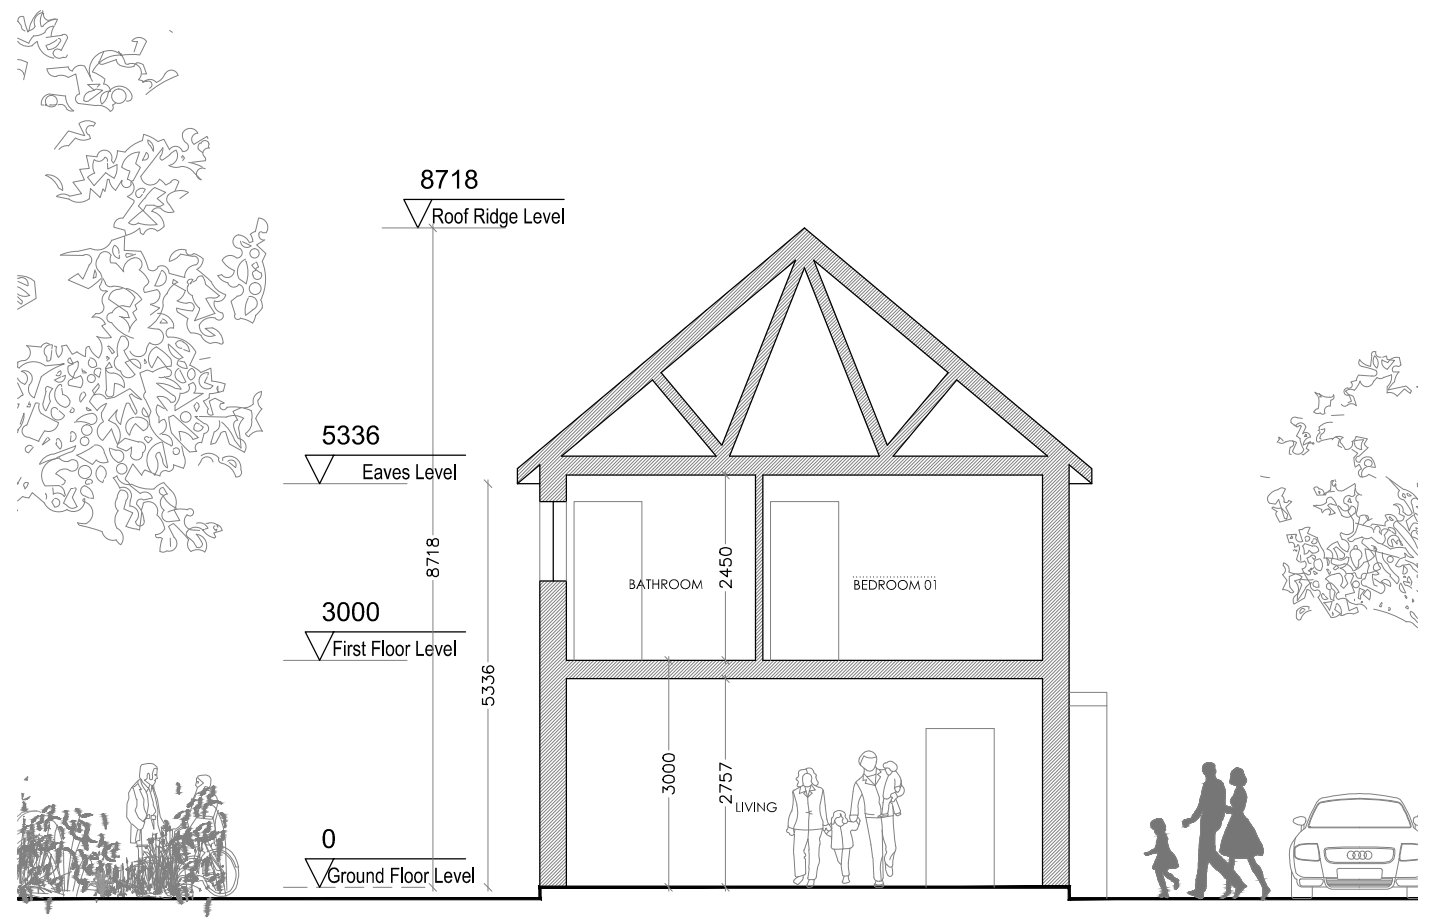 8718
Roof Ridge Level
5336
Eaves Level
8718
2450
BATHROOM
BEDROOM 01
3000
First Floor Level
5336
3000
2757
LIVING
0
Ground Floor Level